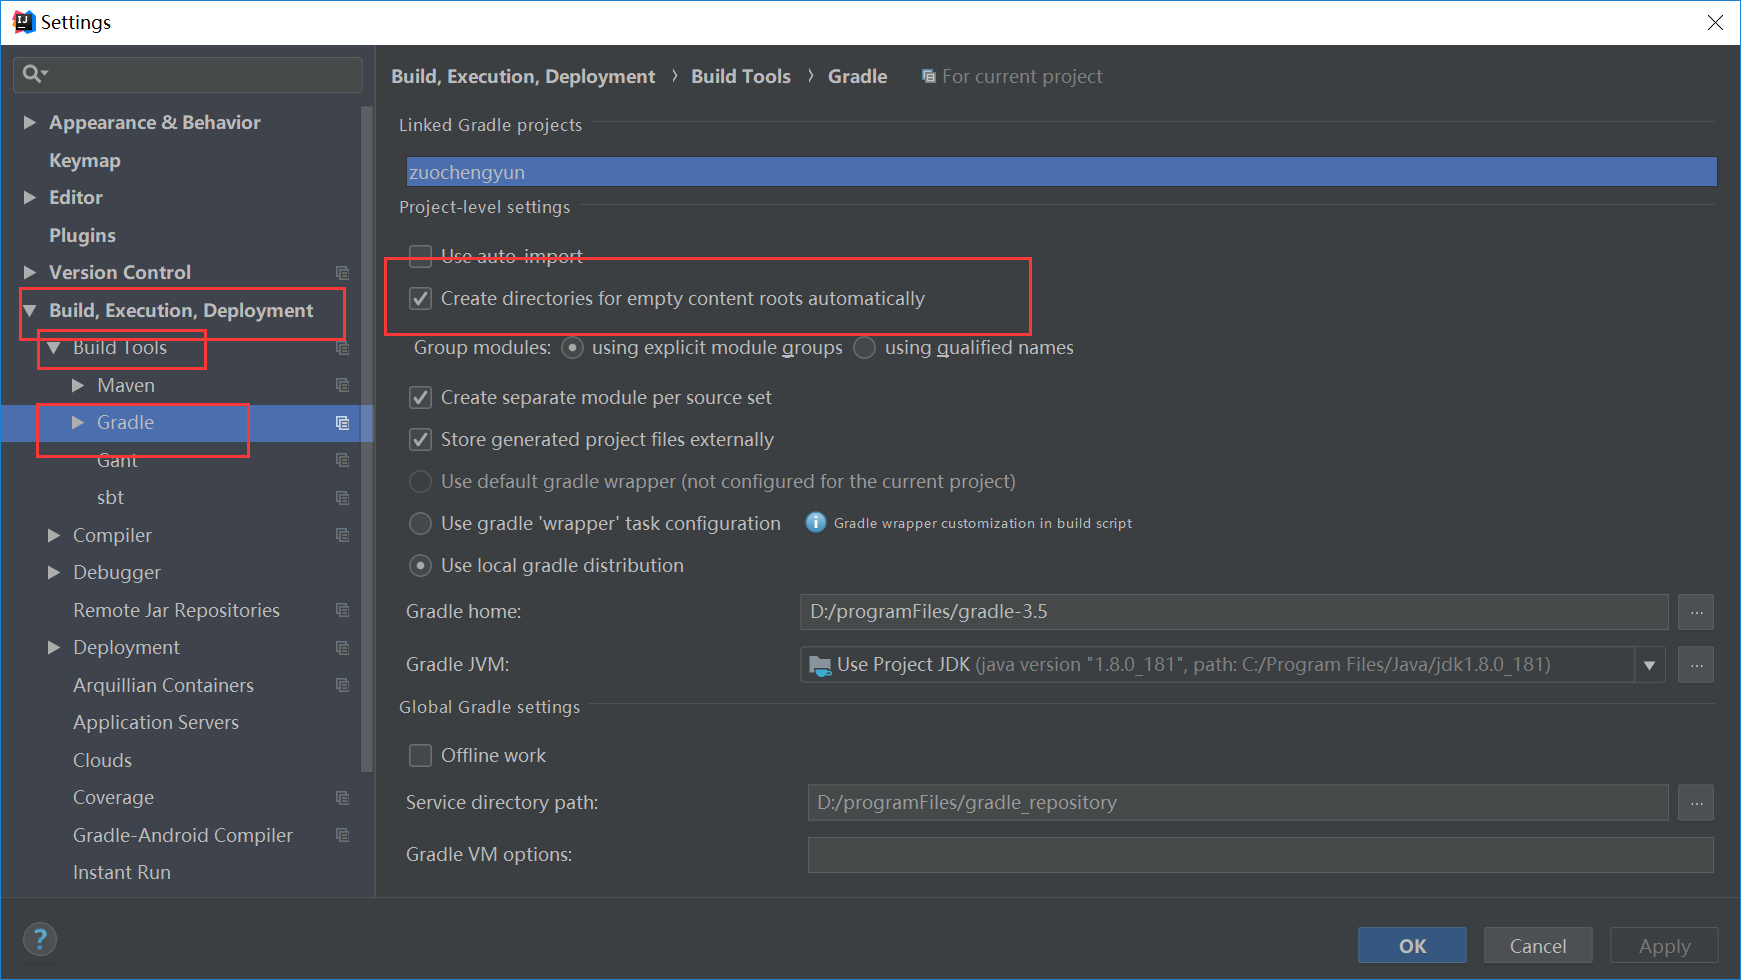 Settings
Appearance & Behavior
Keymap
Editor
Plugins
Version Control
Build, Execution, Deployment
Build Tools
Maven
Gradle
Gant
sbt
Compiler
Debugger
Remote Jar Repositories
Deployment
Arquillian Containers
Application Servers
Clouds
Coverage
Gradle-Android Compiler
Instant Run
Build, Execution, Deployment › Build Tools › Gradle For current project
Linked Gradle projects
zuochengyun
Project-level settings
Use auto-import
Create directories for empty content roots automatically
Group modules: using explicit module groups using qualified names
Create separate module per source set
Store generated project files externally
Use default gradle wrapper (not configured for the current project)
Use gradle 'wrapper' task configuration Gradle wrapper customization in build script
Use local gradle distribution
Gradle home: D:/programFiles/gradle-3.5 ...
Gradle JVM: Use Project JDK (java version "1.8.0_181", path: C:/Program Files/Java/jdk1.8.0_181) ...
Global Gradle settings
Offline work
Service directory path: D:/programFiles/gradle_repository ...
Gradle VM options:
? OK Cancel Apply